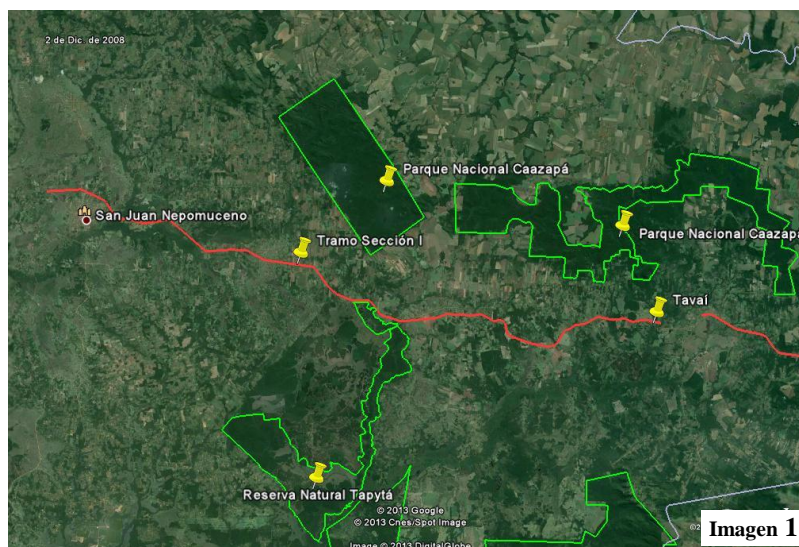 2 de Dic. de 2008
Parque Nacional Caazapá
San Juan Nepomuceno
Tramo Sección I
Parque Nacional Caazapá
Tavaí
Reserva Natural Tapytá
© 2013 Google
© 2013 Cnes/Spot Image
Image © 2013 DigitalGlobe
Imagen 1